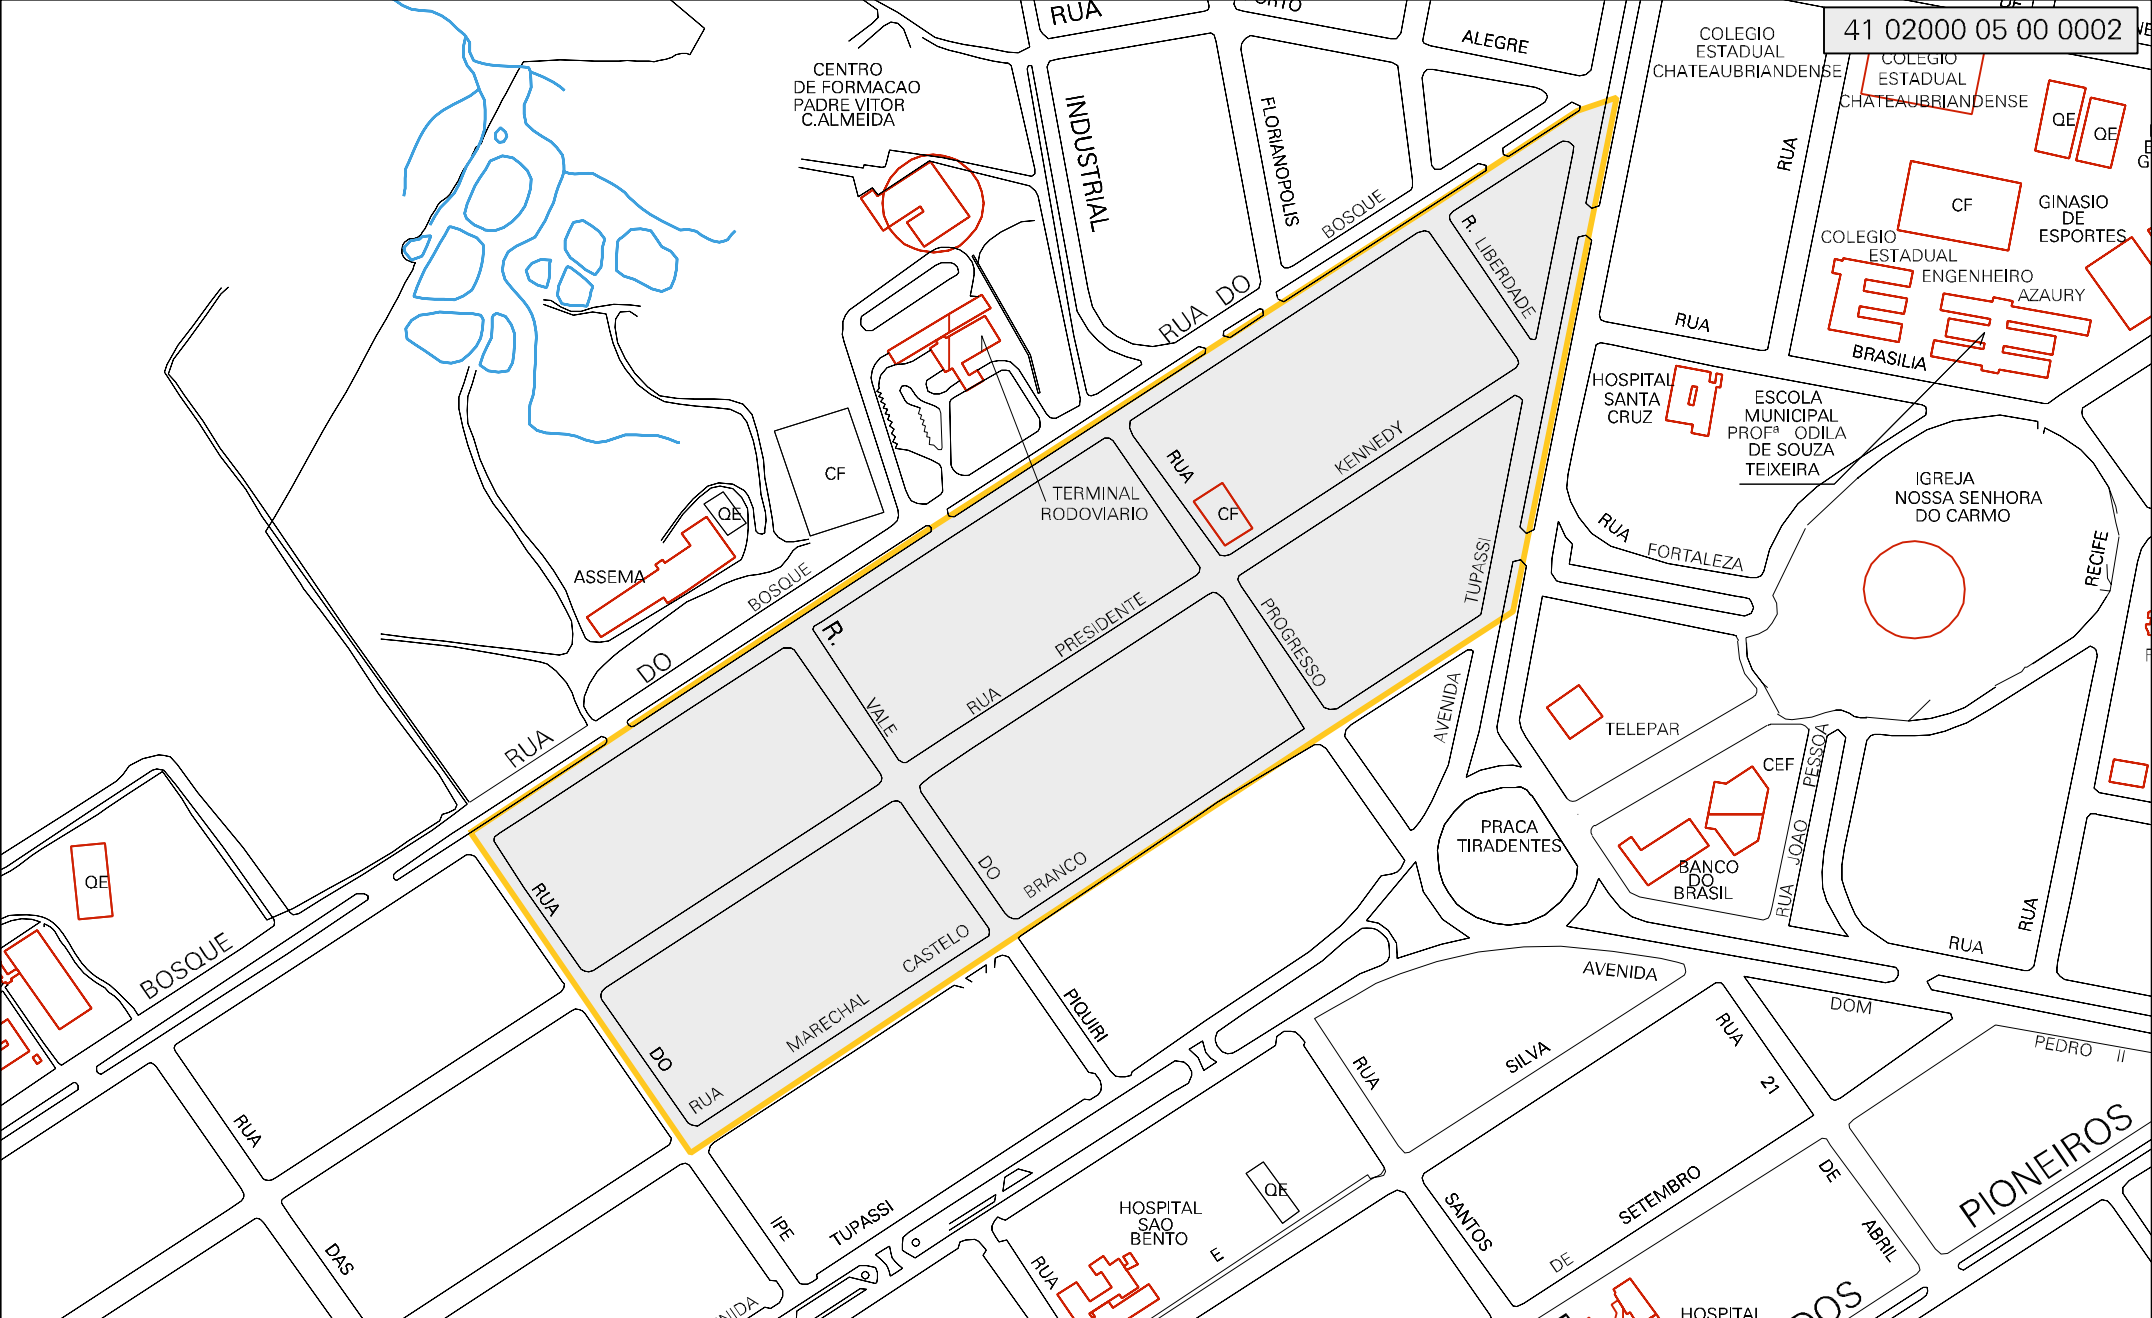 41 02000 05 00 0002
RUA
ALEGRE
COLEGIO
ESTADUAL
CHATEAUBRIANDENSE
COLEGIO
ESTADUAL
CHATEAUBRIANDENSE
CENTRO
DE FORMACAO
PADRE VITOR
C.ALMEIDA
INDUSTRIAL
FLORIANOPOLIS
BOSQUE
RUA
QE
QE
CF
GINASIO
DE
ESPORTES
COLEGIO
ESTADUAL
ENGENHEIRO
AZAURY
R. LIBERDADE
RUA DO
RUA
BRASILIA
HOSPITAL
SANTA
CRUZ
ESCOLA
MUNICIPAL
PROFª ODILA
DE SOUZA
TEIXEIRA
IGREJA
NOSSA SENHORA
DO CARMO
RECIFE
RUA
FORTALEZA
CF
QE
ASSEMA
TERMINAL
RODOVIARIO
RUA
CF
KENNEDY
TUPASSI
BOSQUE
DO
RUA
R.
VALE
RUA
PRESIDENTE
PROGRESSO
AVENIDA
TELEPAR
CEF
RUA JOAO PESSOA
PRACA
TIRADENTES
BANCO
DO
BRASIL
QE
BOSQUE
RUA
DO
BRANCO
CASTELO
MARECHAL
RUA
DO
PIQUIRI
RUA
RUA
AVENIDA
DOM
PEDRO II
RUA
SILVA
RUA
21
PIONEIROS
RUA
DAS
IPE
TUPASSI
HOSPITAL
SAO
BENTO
QE
E
RUA
SANTOS
SETEMBRO
DE
DE
ABRIL
HOSPITAL